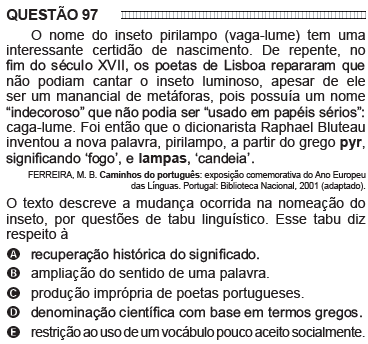 QUESTÃO 97
O nome do inseto pirilampo (vaga-lume) tem uma
interessante certidão de nascimento. De repente, no
fim do século XVII, os poetas de Lisboa repararam que
não podiam cantar o inseto luminoso, apesar de ele
ser um manancial de metáforas, pois possuía um nome
“indecoroso” que não podia ser “usado em papéis sérios”:
caga-lume. Foi então que o dicionarista Raphael Bluteau
inventou a nova palavra, pirilampo, a partir do grego pyr,
significando ‘fogo’, e lampas, ‘candeia’.
FERREIRA, M. B. Caminhos do português: exposição comemorativa do Ano Europeu
das Línguas. Portugal: Biblioteca Nacional, 2001 (adaptado).
O texto descreve a mudança ocorrida na nomeação do
inseto, por questões de tabu linguístico. Esse tabu diz
respeito à
A recuperação histórica do significado.
B ampliação do sentido de uma palavra.
C produção imprópria de poetas portugueses.
D denominação científica com base em termos gregos.
E restrição ao uso de um vocábulo pouco aceito socialmente.